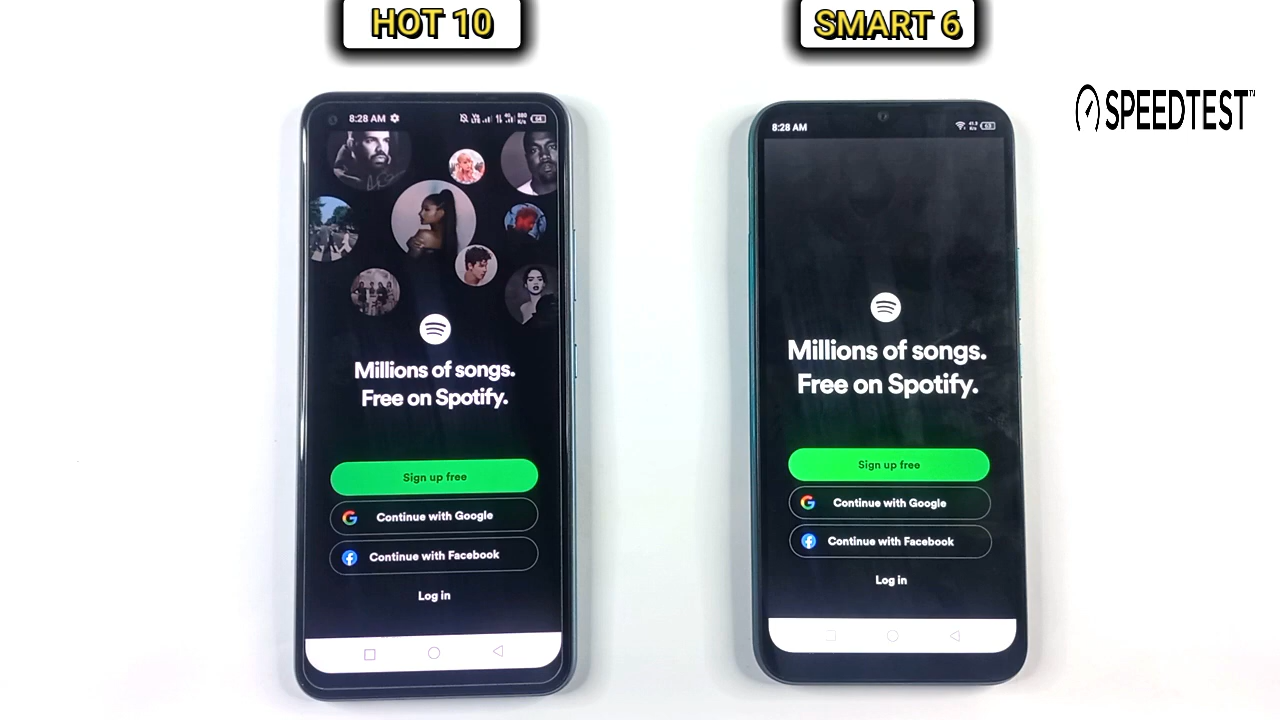 HOT 10
SMART 6
SPEEDTEST
8:28 AM
Millions of songs.
Free on Spotify.
Sign up free
Continue with Google
Continue with Facebook
Log in
8:28 AM
Millions of songs.
Free on Spotify.
Sign up free
Continue with Google
Continue with Facebook
Log in